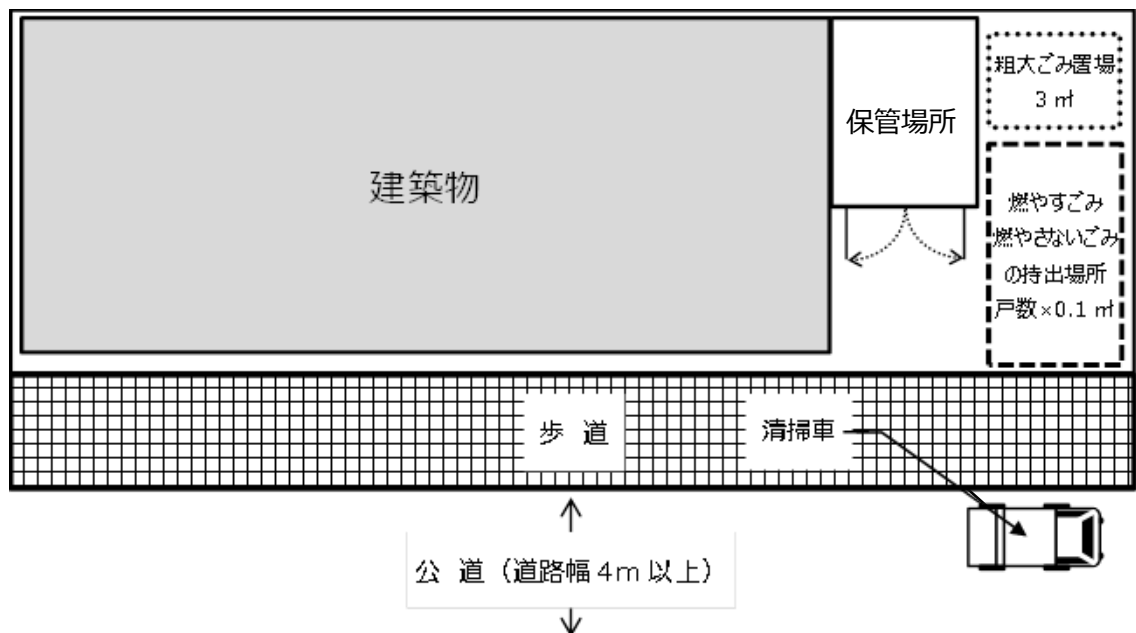 建築物
保管場所
粗大ごみ置場
3 ㎡
燃やすごみ
燃やさないごみ
の持出場所
戸数×0.1 ㎡
歩 道
清掃車
公 道（道路幅 4m 以上）